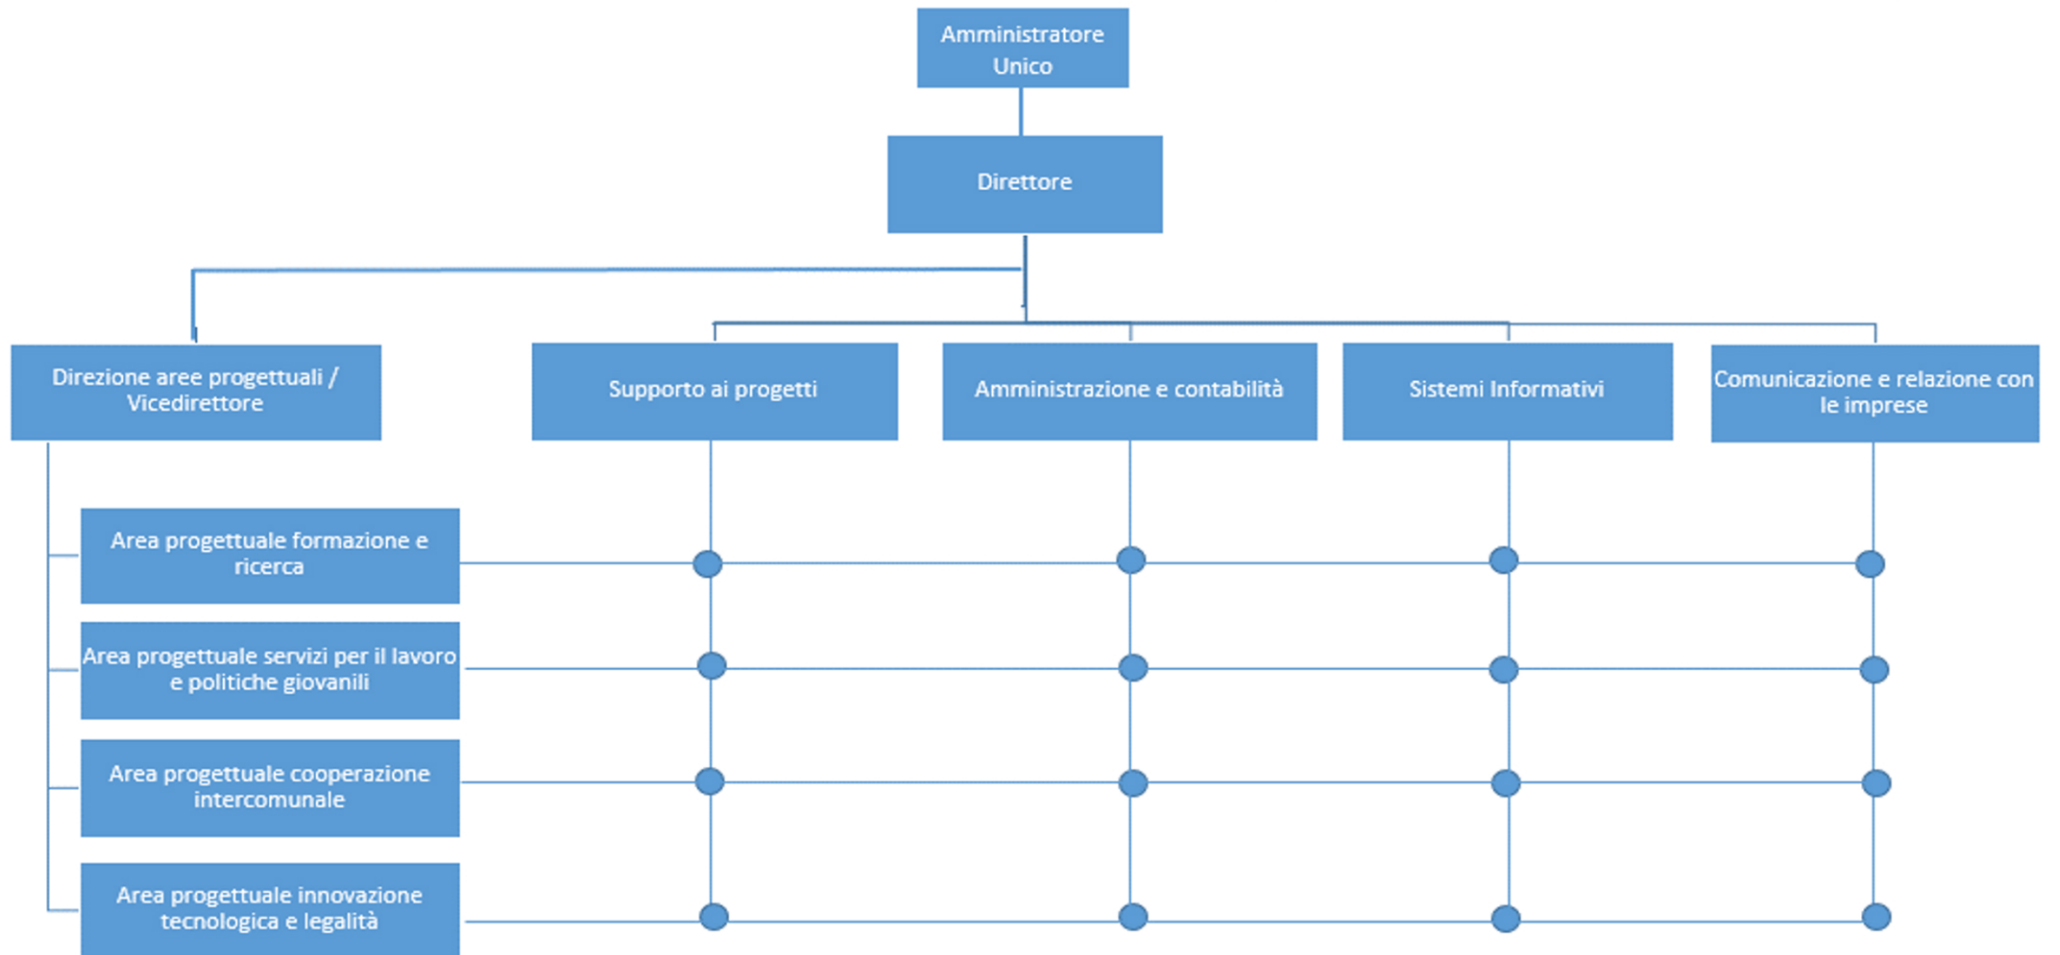 Amministratore
Unico
Direttore
Direzione aree progettuali /
Vicedirettore
Supporto ai progetti
Amministrazione e contabilità
Sistemi Informativi
Comunicazione e relazione con
le imprese
Area progettuale formazione e
ricerca
Area progettuale servizi per il lavoro
e politiche giovanili
Area progettuale cooperazione
intercomunale
Area progettuale innovazione
tecnologica e legalità